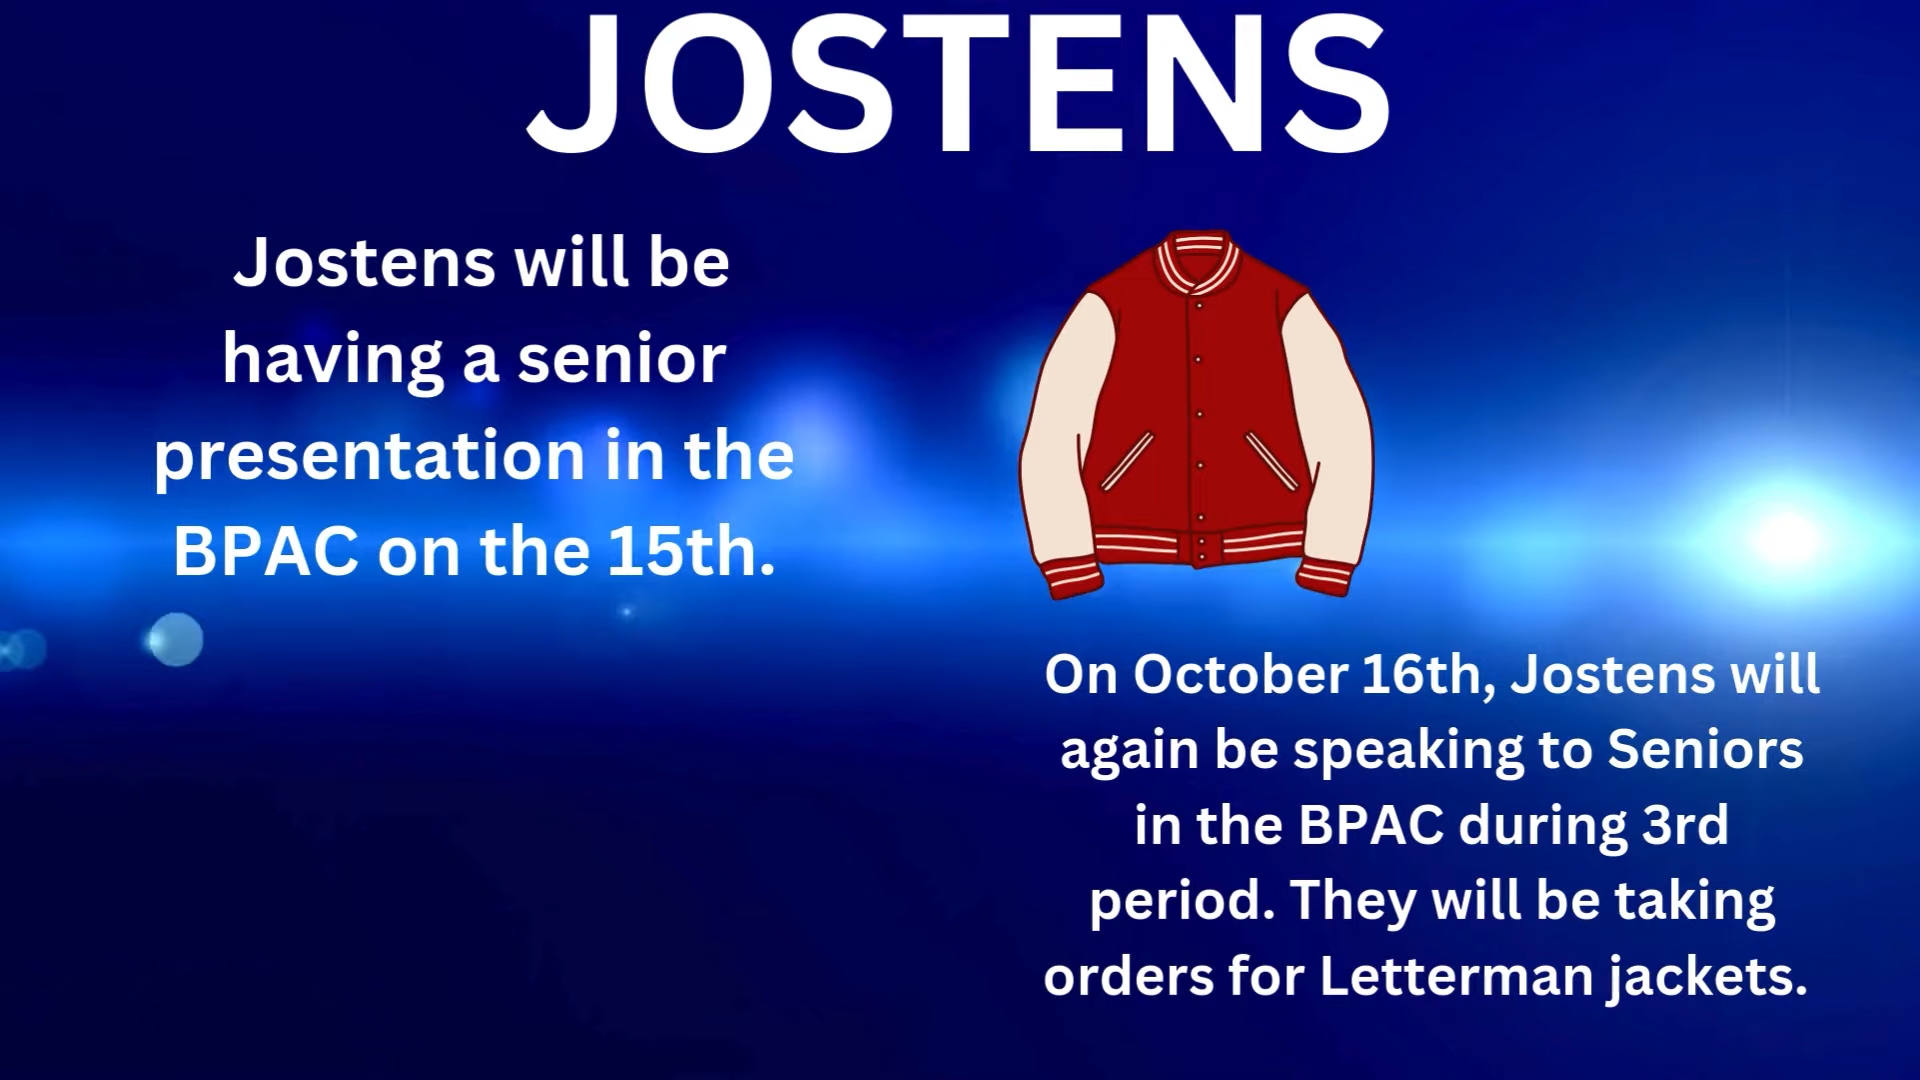 JOSTENS
Jostens will be
having a senior
presentation in the
BPAC on the 15th.
On October 16th, Jostens will
again be speaking to Seniors
in the BPAC during 3rd
period. They will be taking
orders for Letterman jackets.